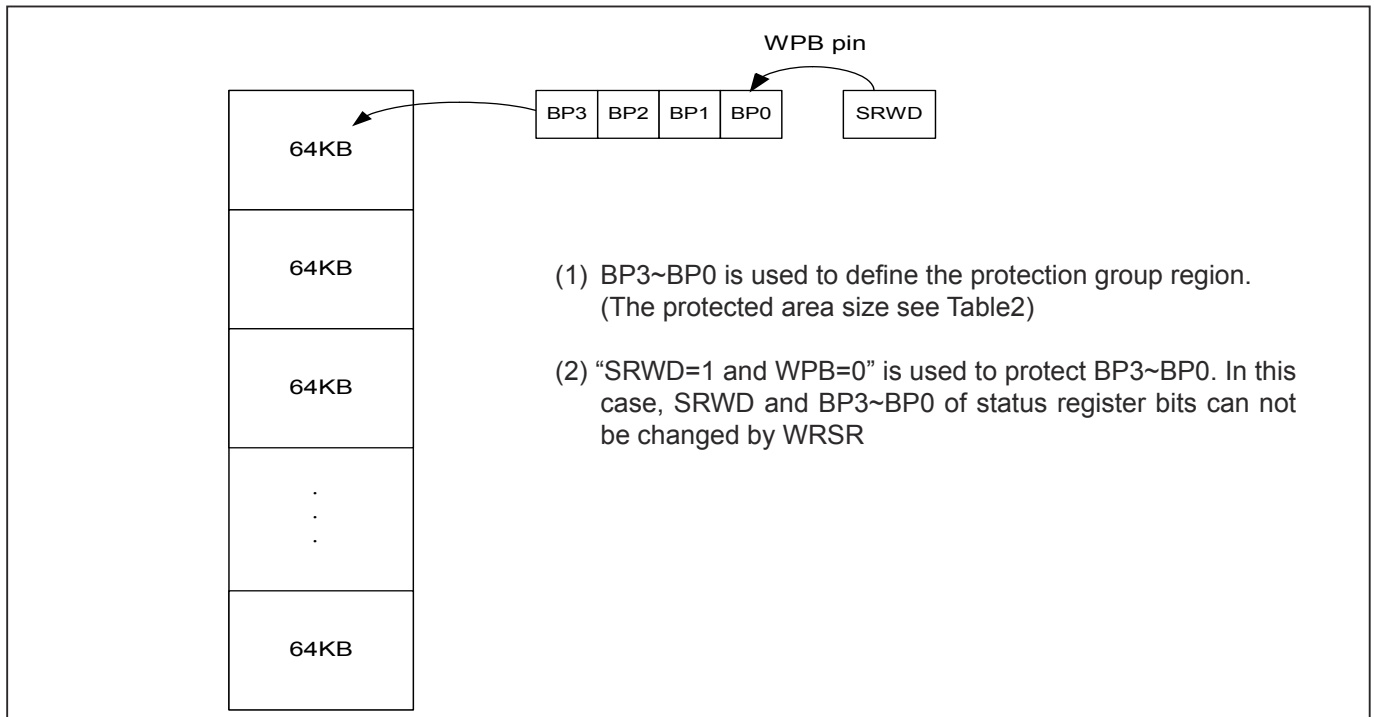 WPB pin
BP3 BP2 BP1 BP0 SRWD
64KB
64KB
64KB
.
.
.
64KB
(1) BP3~BP0 is used to define the protection group region.
(The protected area size see Table2)
(2) “SRWD=1 and WPB=0” is used to protect BP3~BP0. In this
case, SRWD and BP3~BP0 of status register bits can not
be changed by WRSR